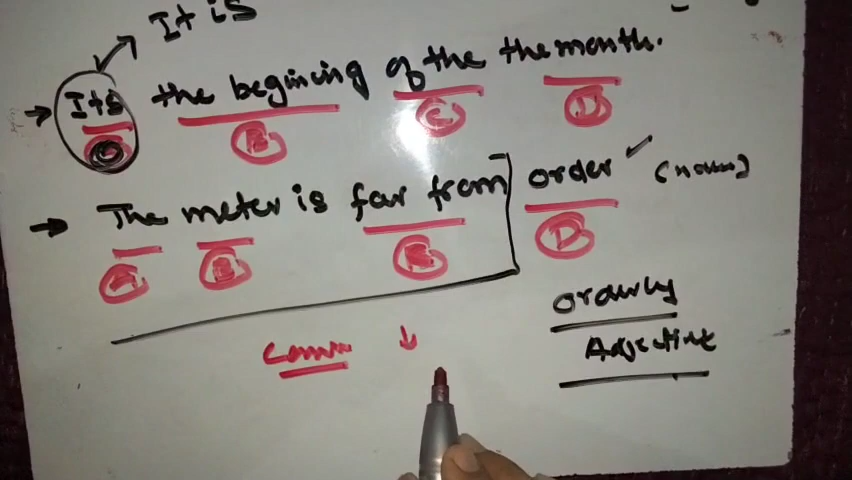 It is
Its the begining of the the month.
B C D
The meter is far from order (noun)
A B D
orderly
Adjective